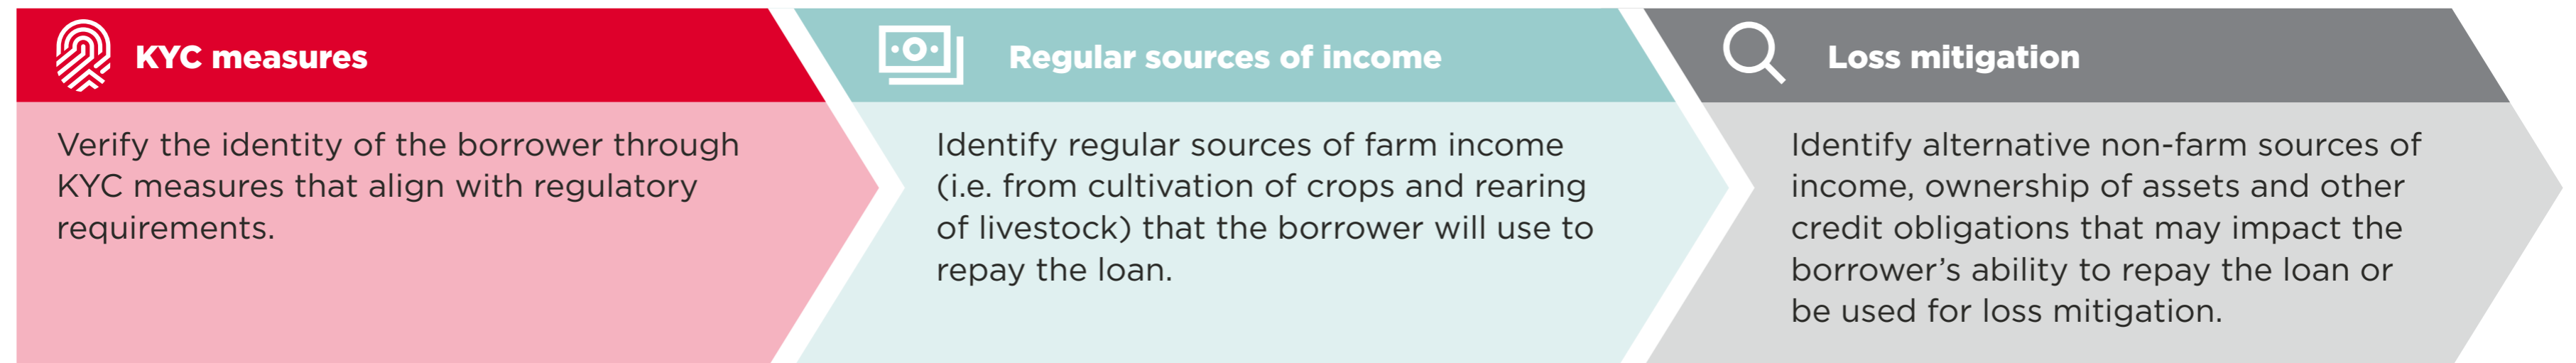 KYC measures
Verify the identity of the borrower through
KYC measures that align with regulatory
requirements.
Regular sources of income
Identify regular sources of farm income
(i.e. from cultivation of crops and rearing
of livestock) that the borrower will use to
repay the loan.
Loss mitigation
Identify alternative non-farm sources of
income, ownership of assets and other
credit obligations that may impact the
borrower’s ability to repay the loan or
be used for loss mitigation.